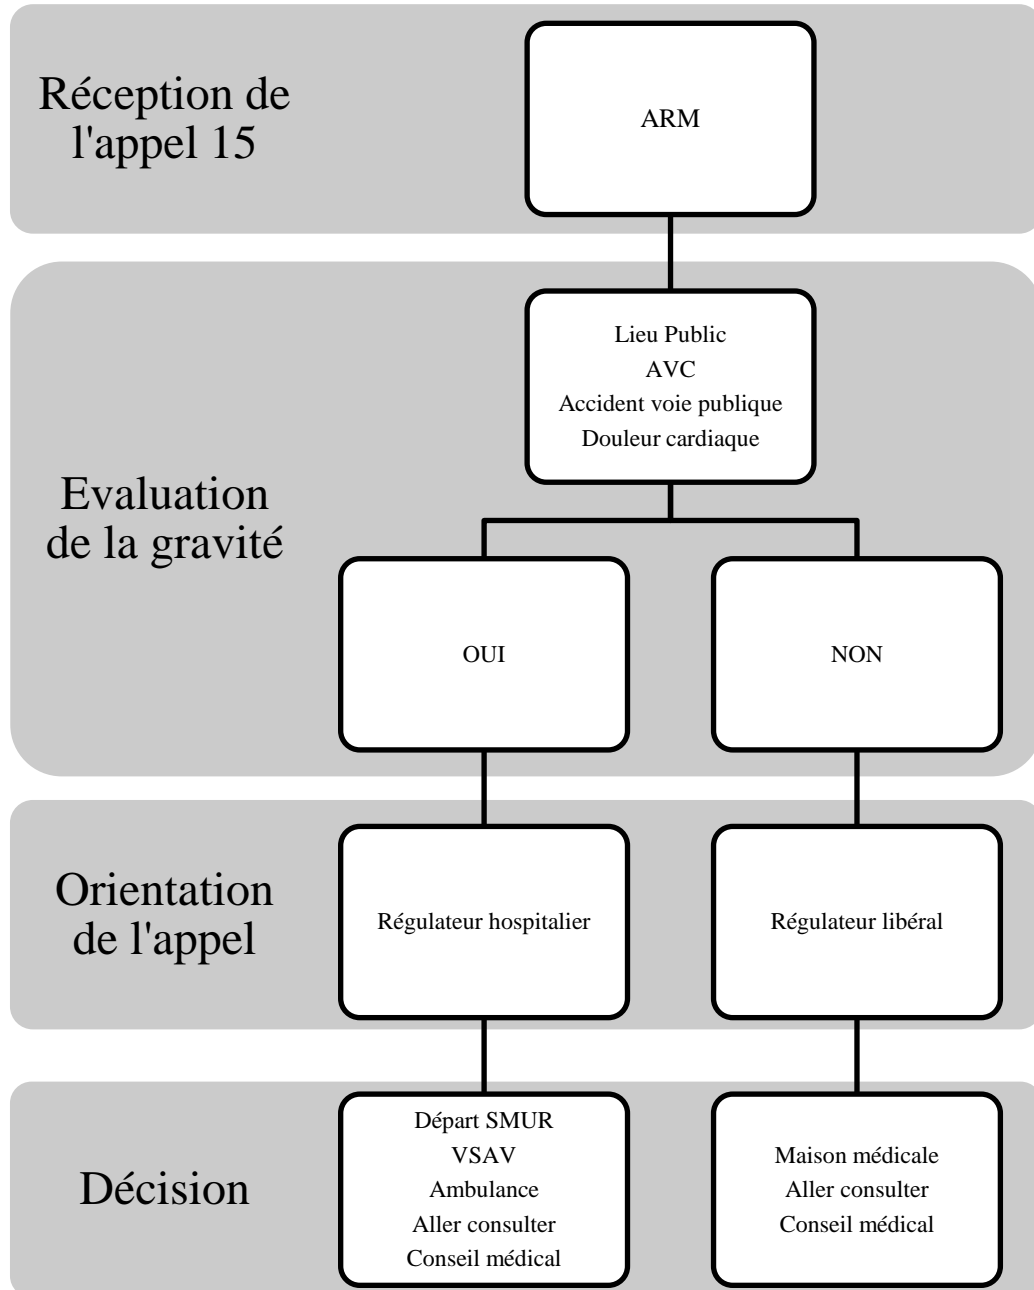 Réception de
l'appel 15
ARM
Evaluation
de la gravité
Lieu Public
AVC
Accident voie publique
Douleur cardiaque
OUI
NON
Orientation
de l'appel
Régulateur hospitalier
Régulateur libéral
Décision
Départ SMUR
VSAV
Ambulance
Aller consulter
Conseil médical
Maison médicale
Aller consulter
Conseil médical